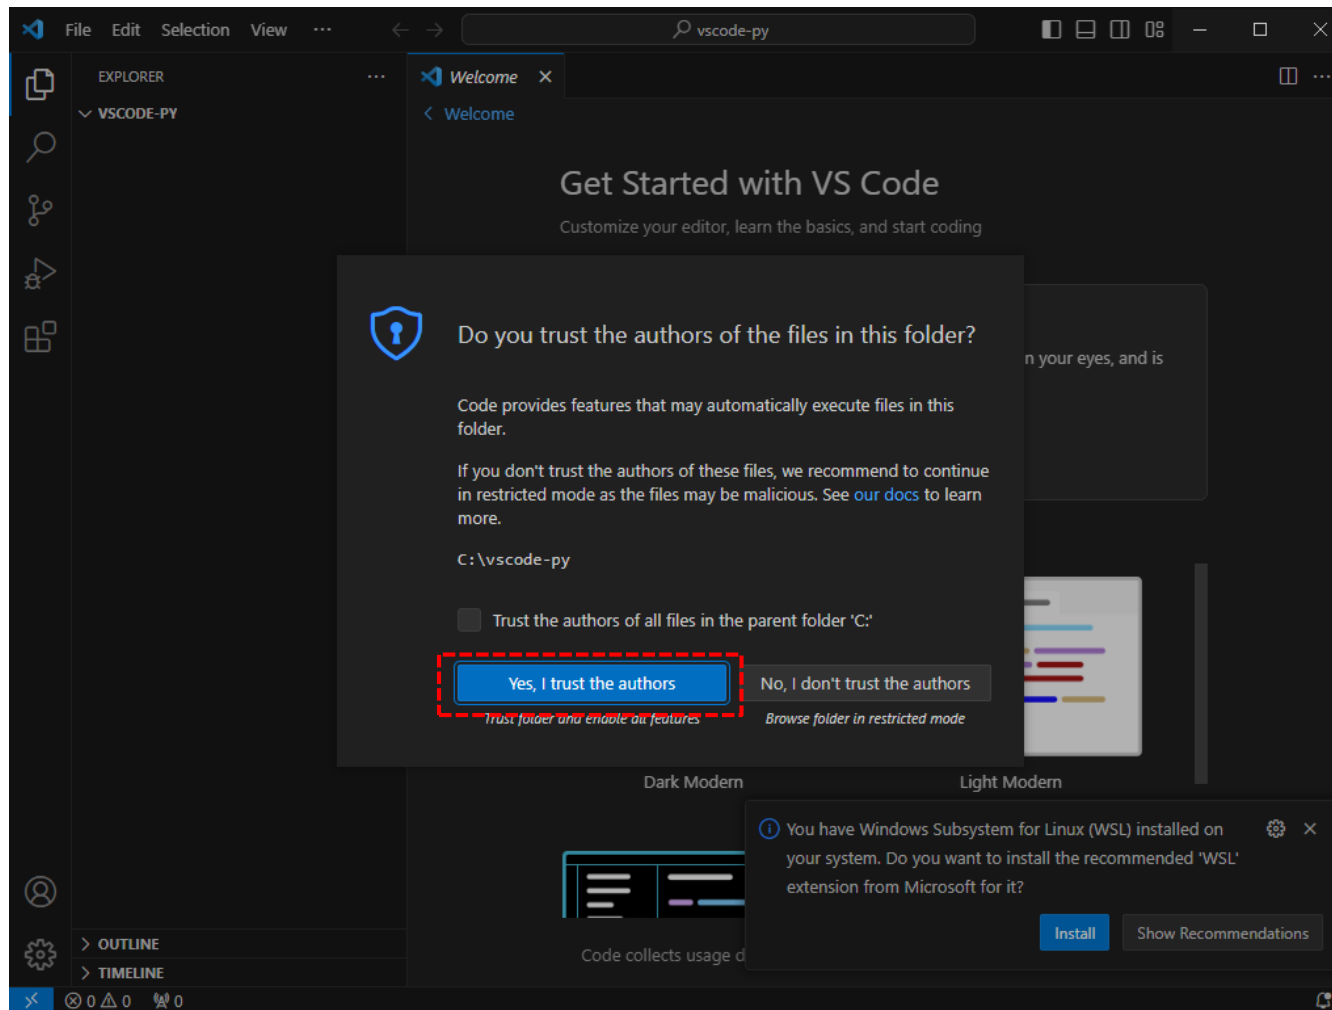 File Edit Selection View ··· vscode-py
EXPLORER ···
Welcome
VSCODE-PY
Welcome
Get Started with VS Code
Customize your editor, learn the basics, and start coding
Do you trust the authors of the files in this folder?
n your eyes, and is
Code provides features that may automatically execute files in this
folder.
If you don't trust the authors of these files, we recommend to continue
in restricted mode as the files may be malicious. See our docs to learn
more.
C:\vscode-py
Trust the authors of all files in the parent folder 'C:'
Yes, I trust the authors
No, I don't trust the authors
Trust folder and enable all features
Browse folder in restricted mode
Dark Modern
Light Modern
You have Windows Subsystem for Linux (WSL) installed on
your system. Do you want to install the recommended 'WSL'
extension from Microsoft for it?
Install
Show Recommendations
Code collects usage d
OUTLINE
TIMELINE
0 0 0